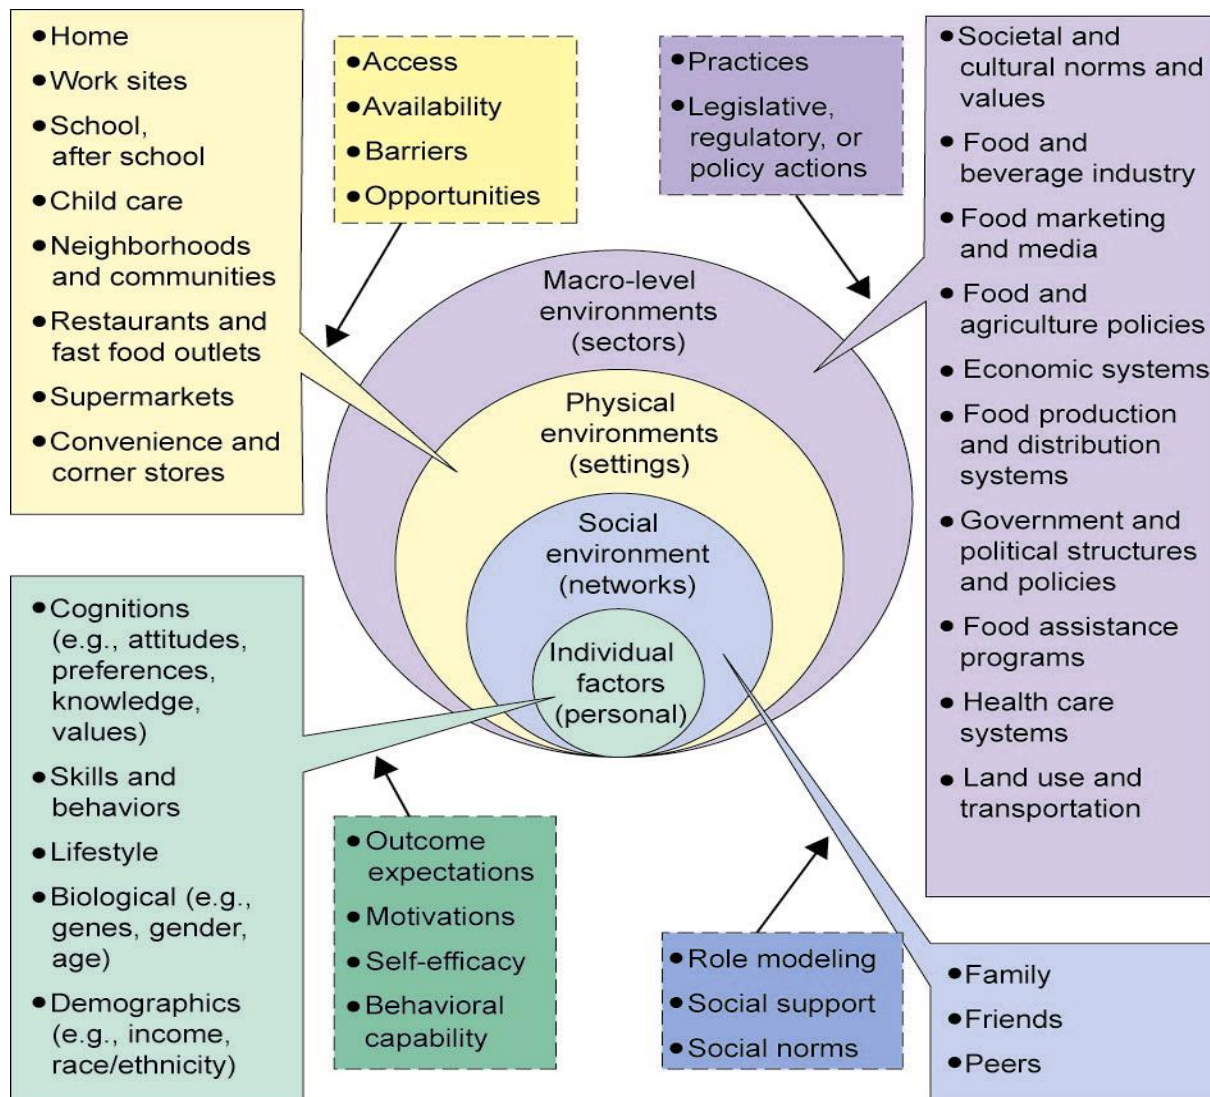 • Home
• Work sites
• School,
after school
• Child care
• Neighborhoods
and communities
• Restaurants and
fast food outlets
• Supermarkets
• Convenience and
corner stores
• Access
• Availability
• Barriers
• Opportunities
• Practices
• Legislative,
regulatory, or
policy actions
• Societal and
cultural norms and
values
• Food and
beverage industry
• Food marketing
and media
• Food and
agriculture policies
• Economic systems
• Food production
and distribution
systems
• Government and
political structures
and policies
• Food assistance
programs
• Health care
systems
• Land use and
transportation
Macro-level
environments
(sectors)
Physical
environments
(settings)
Social
environment
(networks)
Individual
factors
(personal)
• Cognitions
(e.g., attitudes,
preferences,
knowledge,
values)
• Skills and
behaviors
• Lifestyle
• Biological (e.g.,
genes, gender,
age)
• Demographics
(e.g., income,
race/ethnicity)
• Outcome
expectations
• Motivations
• Self-efficacy
• Behavioral
capability
• Role modeling
• Social support
• Social norms
• Family
• Friends
• Peers